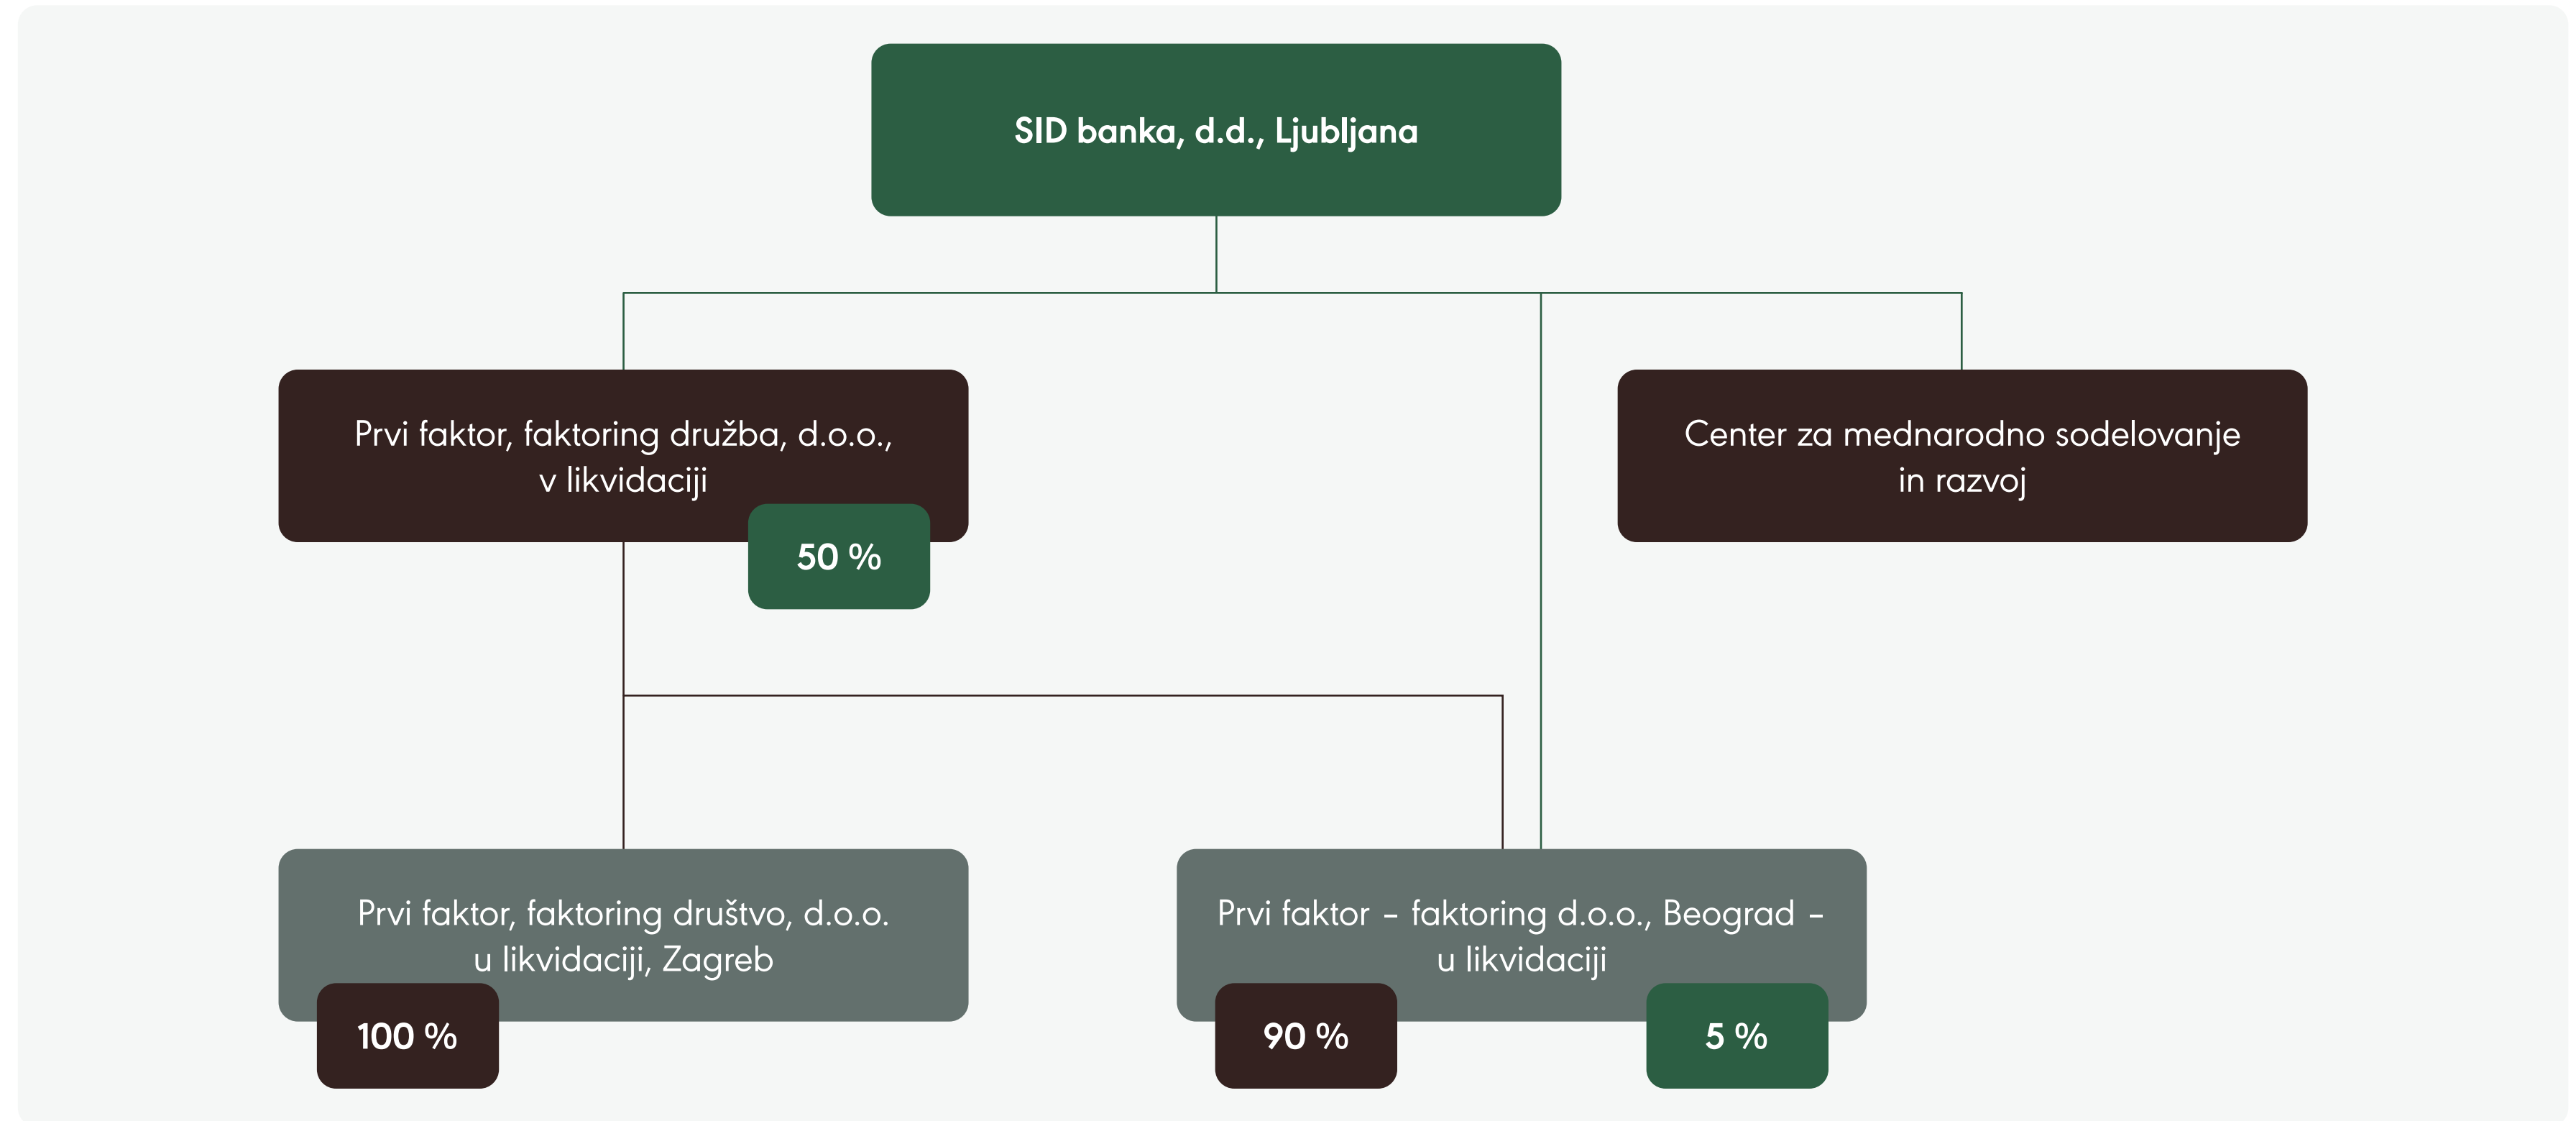 SID banka, d.d., Ljubljana
Prvi faktor, faktoring družba, d.o.o.,
v likvidaciji
50 %
Center za mednarodno sodelovanje
in razvoj
Prvi faktor, faktoring društvo, d.o.o.
u likvidaciji, Zagreb
100 %
Prvi faktor – faktoring d.o.o., Beograd –
u likvidaciji
90 %
5 %